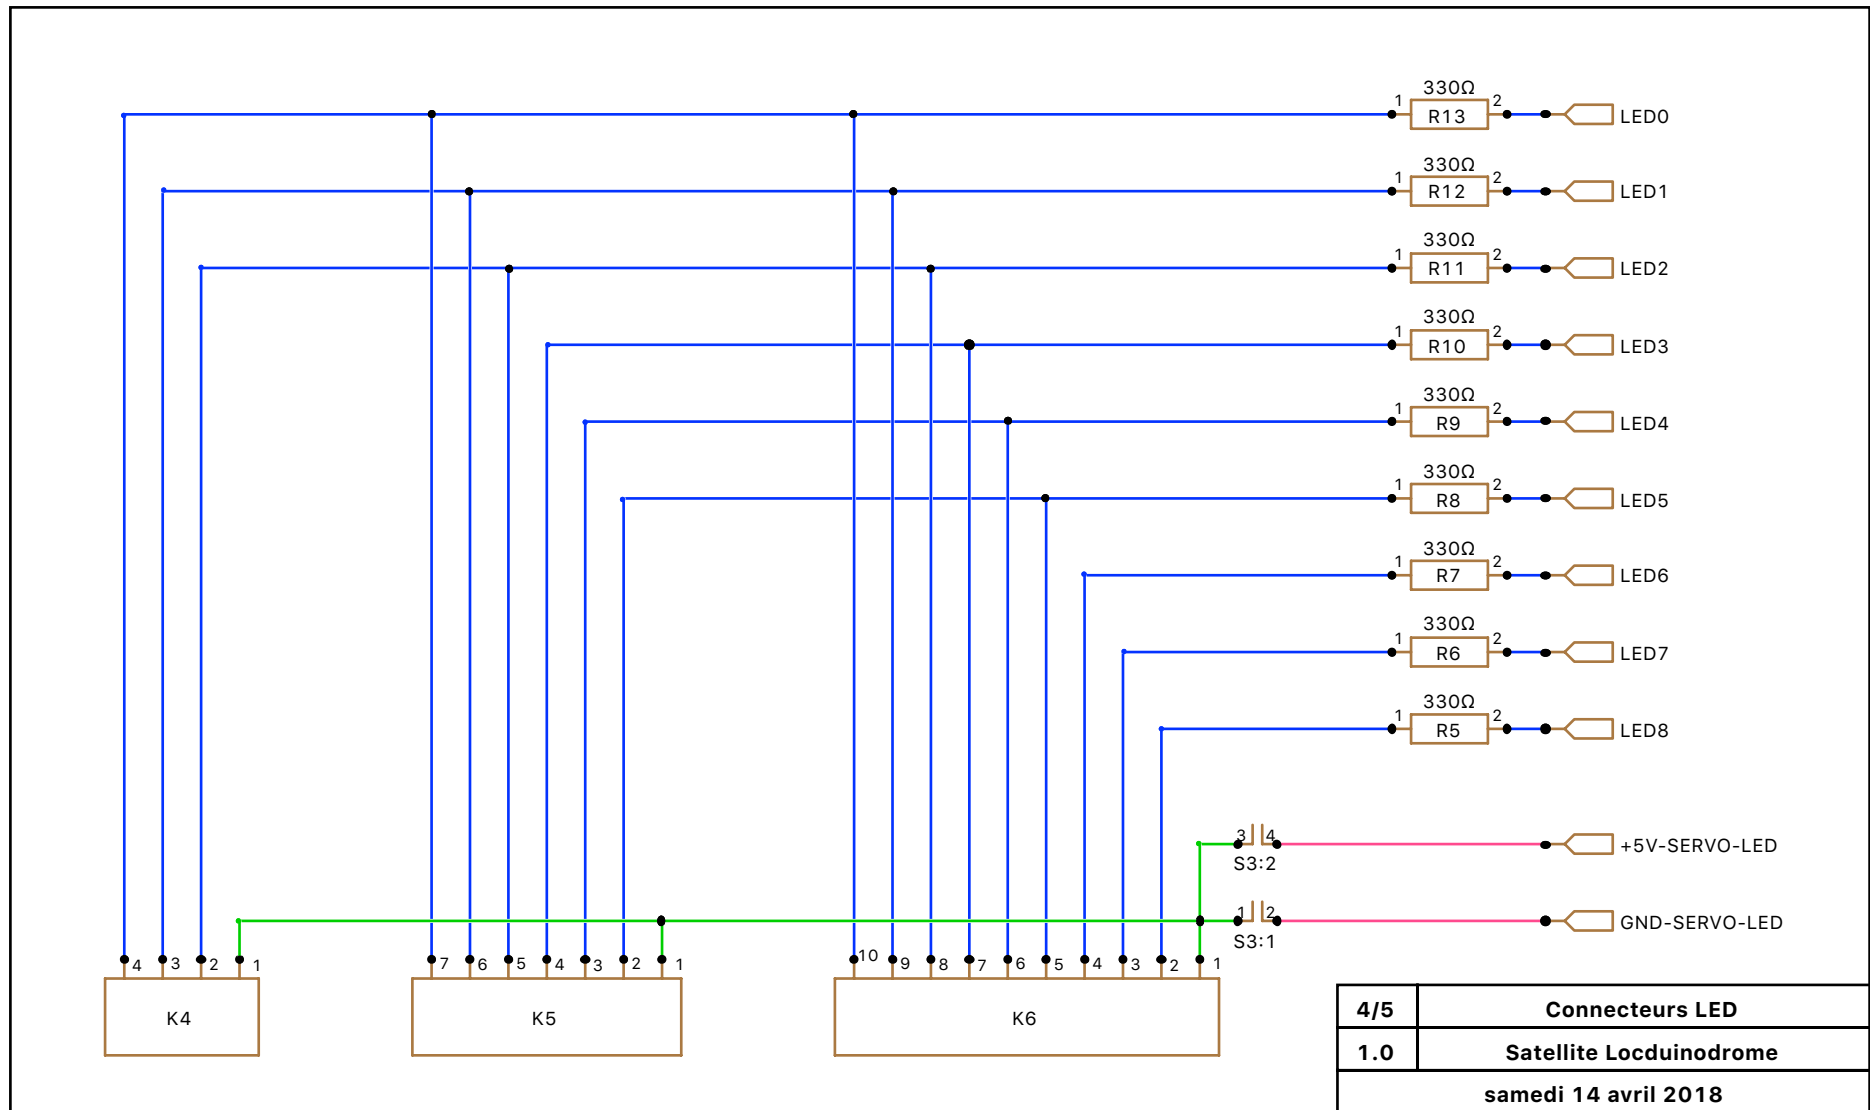 330Ω
1 R13 2 LED0
330Ω
1 R12 2 LED1
330Ω
1 R11 2 LED2
330Ω
1 R10 2 LED3
330Ω
1 R9 2 LED4
330Ω
1 R8 2 LED5
330Ω
1 R7 2 LED6
330Ω
1 R6 2 LED7
330Ω
1 R5 2 LED8
3 4 +5V-SERVO-LED
S3:2
1 2 GND-SERVO-LED
S3:1
4 3 2 1 7 6 5 4 3 2 1 10 9 8 7 6 5 4 3 2 1
K4 K5 K6
4/5 Connecteurs LED
1.0 Satellite Locduinodrome
samedi 14 avril 2018